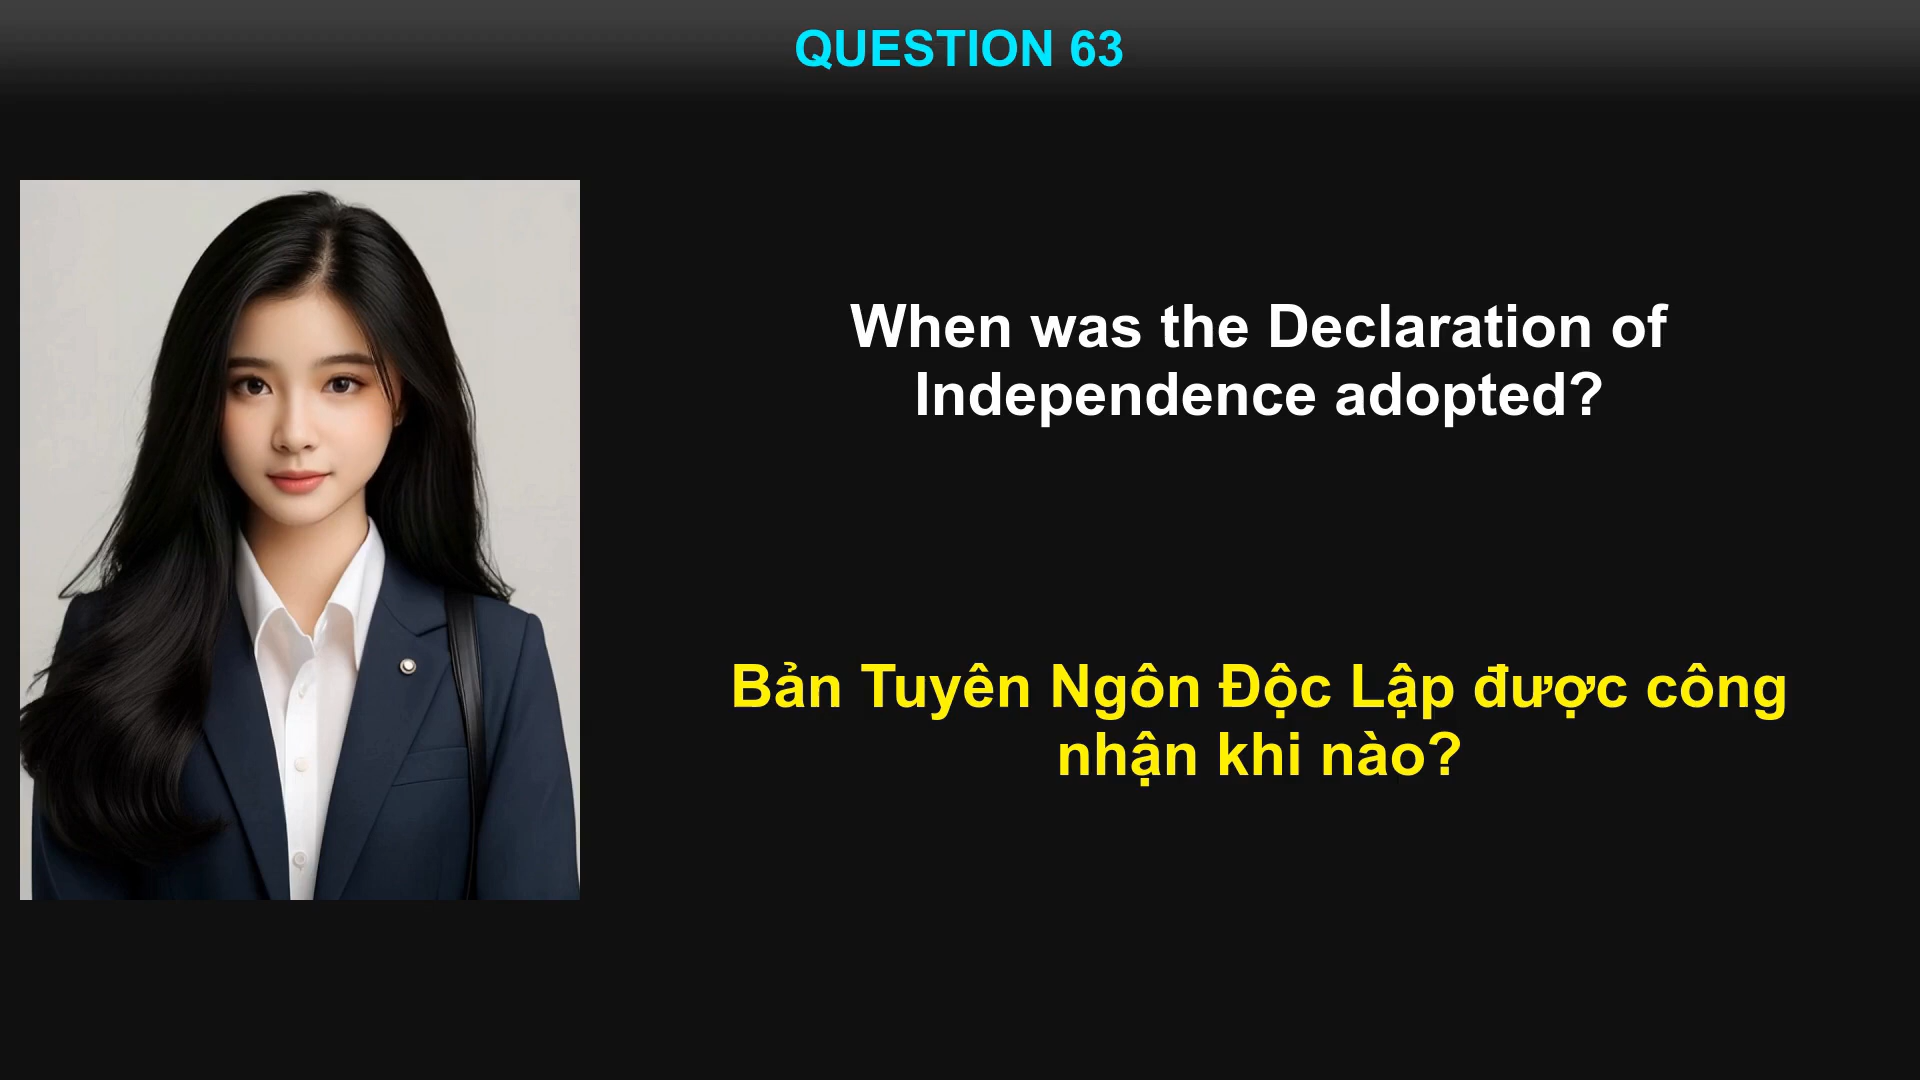 QUESTION 63
When was the Declaration of
Independence adopted?
Bản Tuyên Ngôn Độc Lập được công
nhận khi nào?